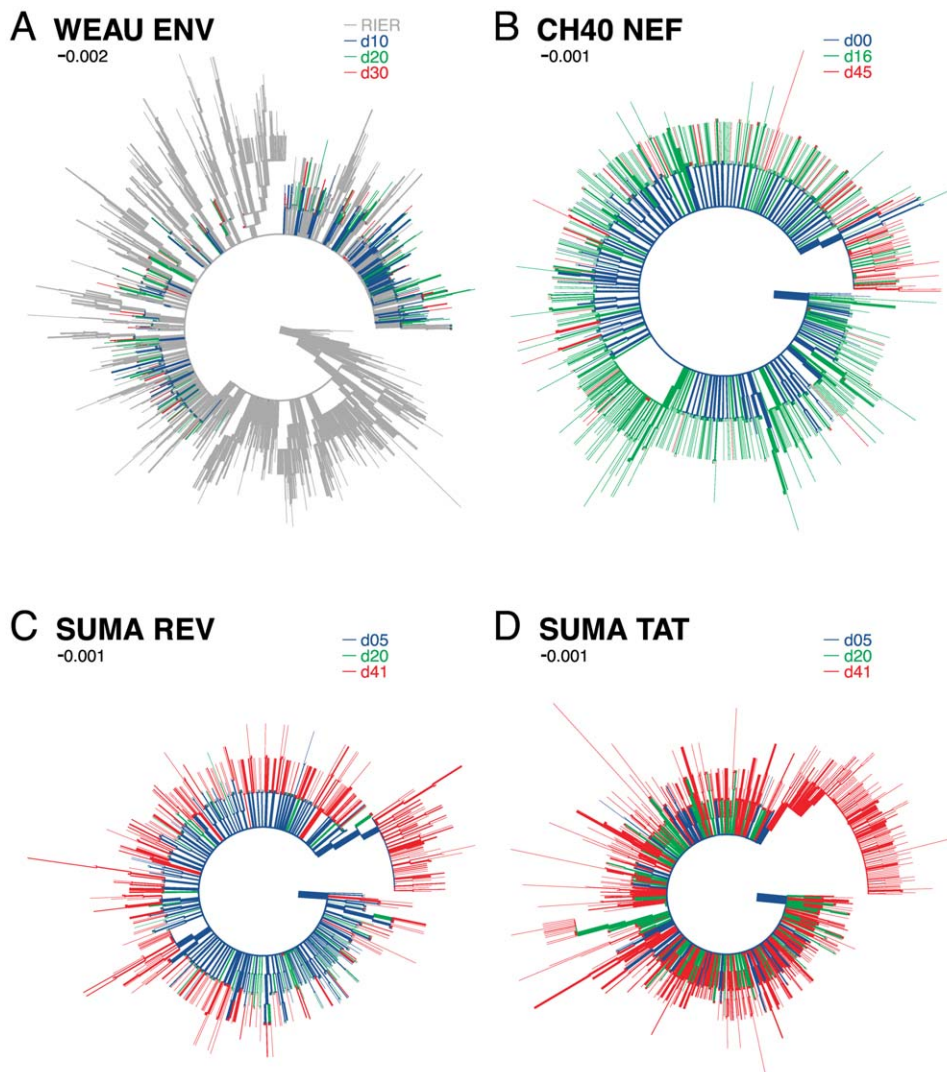 A WEAU ENV
-0.002
RIER
d10
d20
d30
B CH40 NEF
-0.001
d00
d16
d45
C SUMA REV
-0.001
d05
d20
d41
D SUMA TAT
-0.001
d05
d20
d41